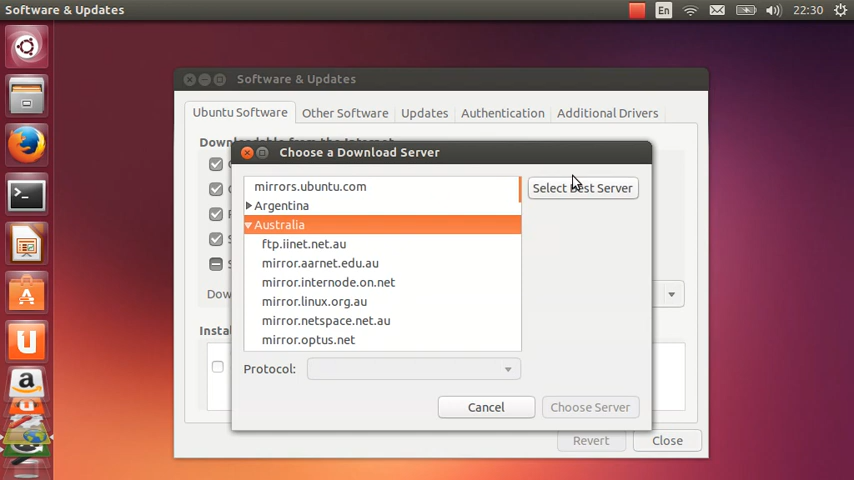 Software & Updates
En
22:30
Software & Updates
Ubuntu Software
Other Software
Updates
Authentication
Additional Drivers
Choose a Download Server
mirrors.ubuntu.com
Select Best Server
Argentina
Australia
ftp.iinet.net.au
mirror.aarnet.edu.au
mirror.internode.on.net
mirror.linux.org.au
mirror.netspace.net.au
mirror.optus.net
Protocol:
Cancel
Choose Server
Revert
Close